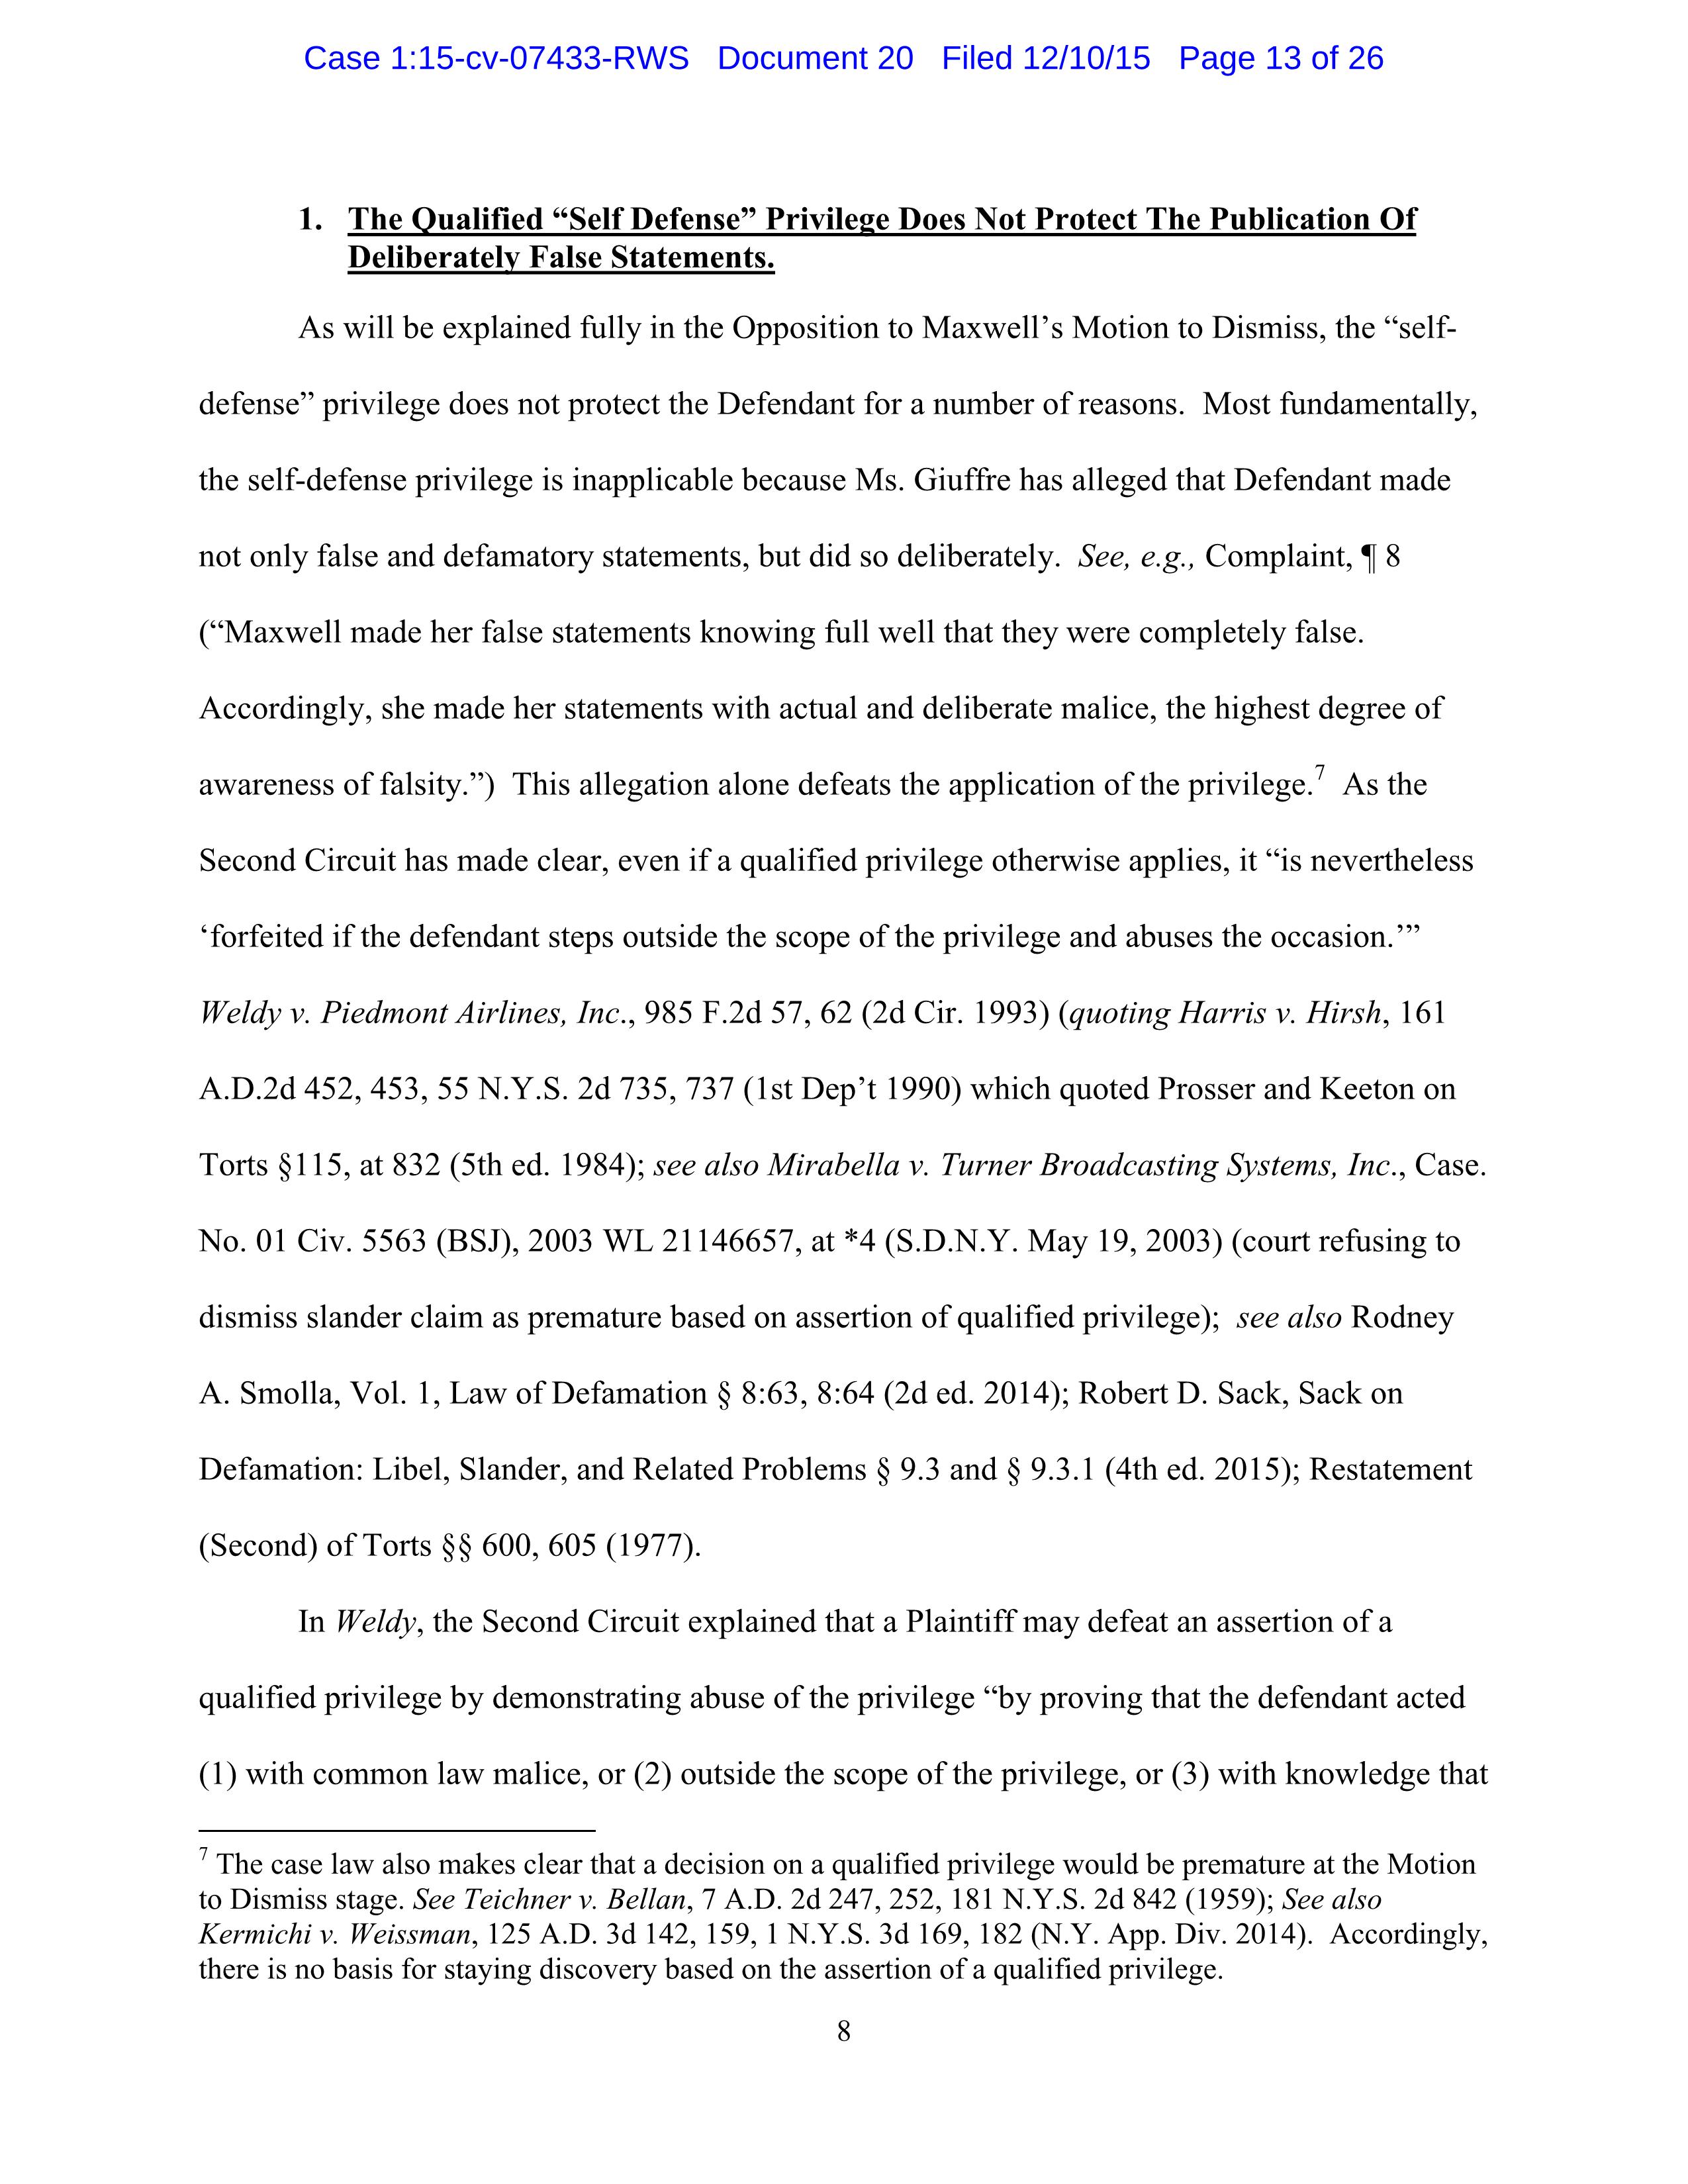 Case 1:15-cv-07433-RWS Document 20 Filed 12/10/15 Page 13 of 26
1. The Qualified “Self Defense” Privilege Does Not Protect The Publication Of
Deliberately False Statements.
As will be explained fully in the Opposition to Maxwell’s Motion to Dismiss, the “self-
defense” privilege does not protect the Defendant for a number of reasons. Most fundamentally,
the self-defense privilege is inapplicable because Ms. Giuffre has alleged that Defendant made
not only false and defamatory statements, but did so deliberately. See, e.g., Complaint, ¶ 8
(“Maxwell made her false statements knowing full well that they were completely false.
Accordingly, she made her statements with actual and deliberate malice, the highest degree of
awareness of falsity.”) This allegation alone defeats the application of the privilege.7 As the
Second Circuit has made clear, even if a qualified privilege otherwise applies, it “is nevertheless
‘forfeited if the defendant steps outside the scope of the privilege and abuses the occasion.’”
Weldy v. Piedmont Airlines, Inc., 985 F.2d 57, 62 (2d Cir. 1993) (quoting Harris v. Hirsh, 161
A.D.2d 452, 453, 55 N.Y.S. 2d 735, 737 (1st Dep’t 1990) which quoted Prosser and Keeton on
Torts §115, at 832 (5th ed. 1984); see also Mirabella v. Turner Broadcasting Systems, Inc., Case.
No. 01 Civ. 5563 (BSJ), 2003 WL 21146657, at *4 (S.D.N.Y. May 19, 2003) (court refusing to
dismiss slander claim as premature based on assertion of qualified privilege); see also Rodney
A. Smolla, Vol. 1, Law of Defamation § 8:63, 8:64 (2d ed. 2014); Robert D. Sack, Sack on
Defamation: Libel, Slander, and Related Problems § 9.3 and § 9.3.1 (4th ed. 2015); Restatement
(Second) of Torts §§ 600, 605 (1977).
In Weldy, the Second Circuit explained that a Plaintiff may defeat an assertion of a
qualified privilege by demonstrating abuse of the privilege “by proving that the defendant acted
(1) with common law malice, or (2) outside the scope of the privilege, or (3) with knowledge that
7 The case law also makes clear that a decision on a qualified privilege would be premature at the Motion
to Dismiss stage. See Teichner v. Bellan, 7 A.D. 2d 247, 252, 181 N.Y.S. 2d 842 (1959); See also
Kermichi v. Weissman, 125 A.D. 3d 142, 159, 1 N.Y.S. 3d 169, 182 (N.Y. App. Div. 2014). Accordingly,
there is no basis for staying discovery based on the assertion of a qualified privilege.
8